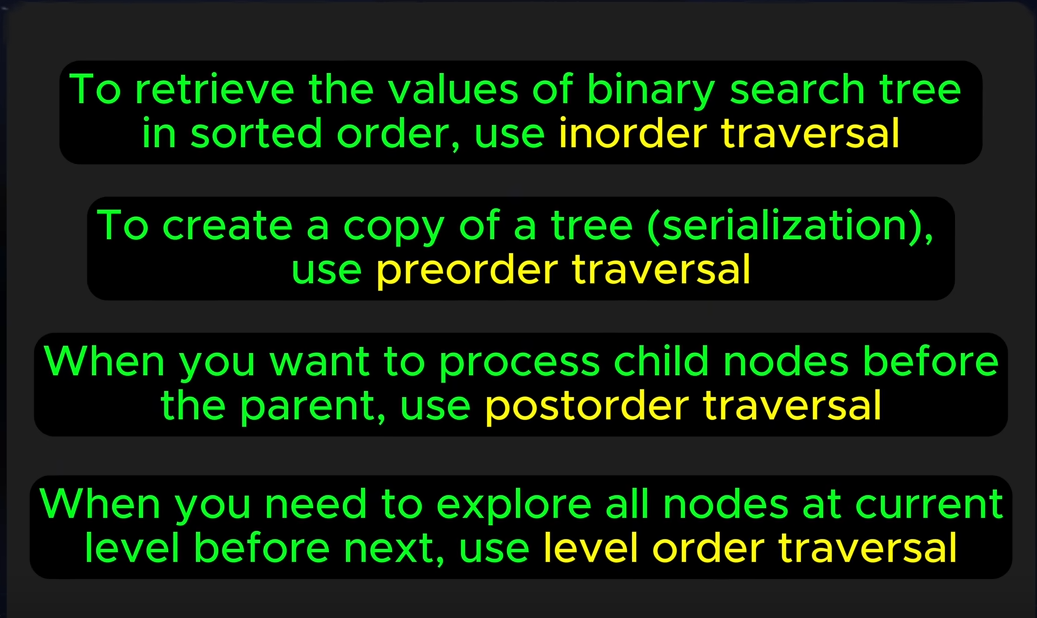 To retrieve the values of binary search tree
in sorted order, use inorder traversal
To create a copy of a tree (serialization),
use preorder traversal
When you want to process child nodes before
the parent, use postorder traversal
When you need to explore all nodes at current
level before next, use level order traversal